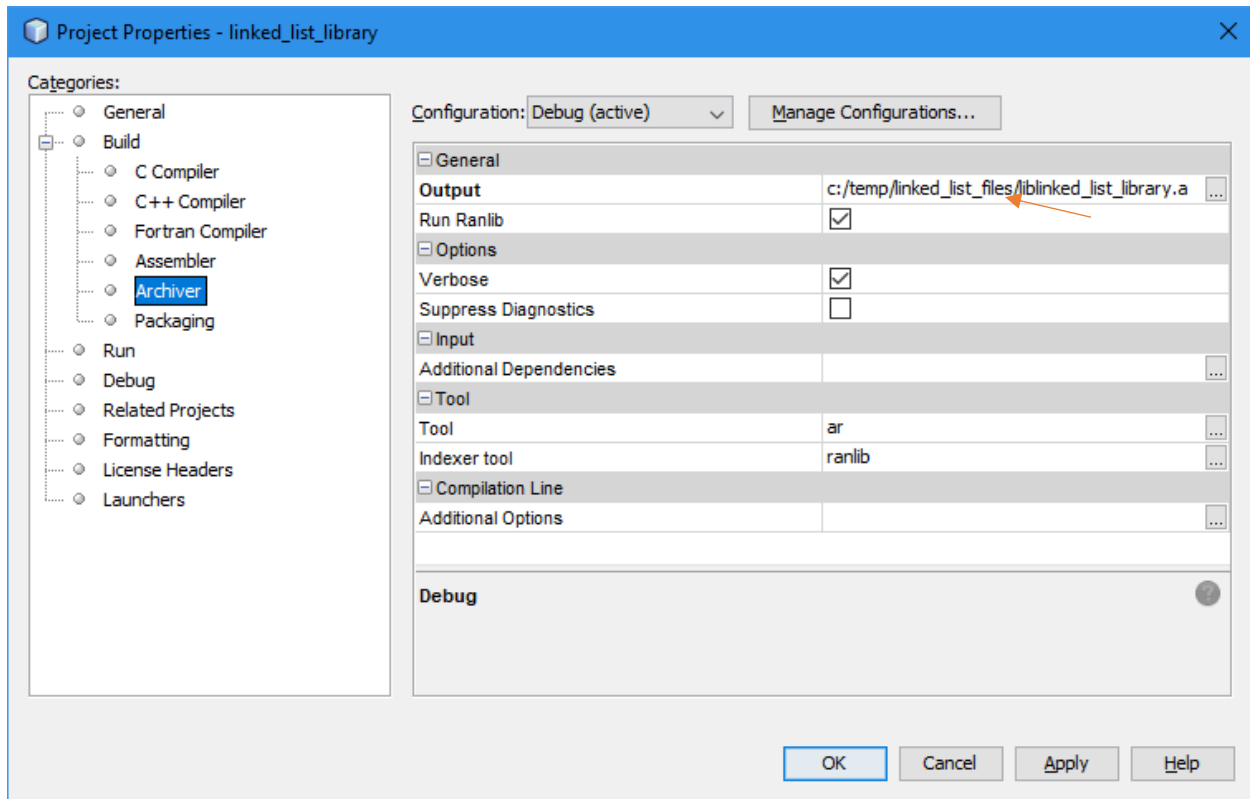 Project Properties - linked_list_library
Categories:
General
Build
C Compiler
C++ Compiler
Fortran Compiler
Assembler
Archiver
Packaging
Run
Debug
Related Projects
Formatting
License Headers
Launchers
Configuration: Debug (active) Manage Configurations...
General
Output c:/temp/linked_list_files/liblinked_list_library.a ...
Run Ranlib
Options
Verbose
Suppress Diagnostics
Input
Additional Dependencies ...
Tool
Tool ar ...
Indexer tool ranlib ...
Compilation Line
Additional Options ...
Debug ?
OK Cancel Apply Help